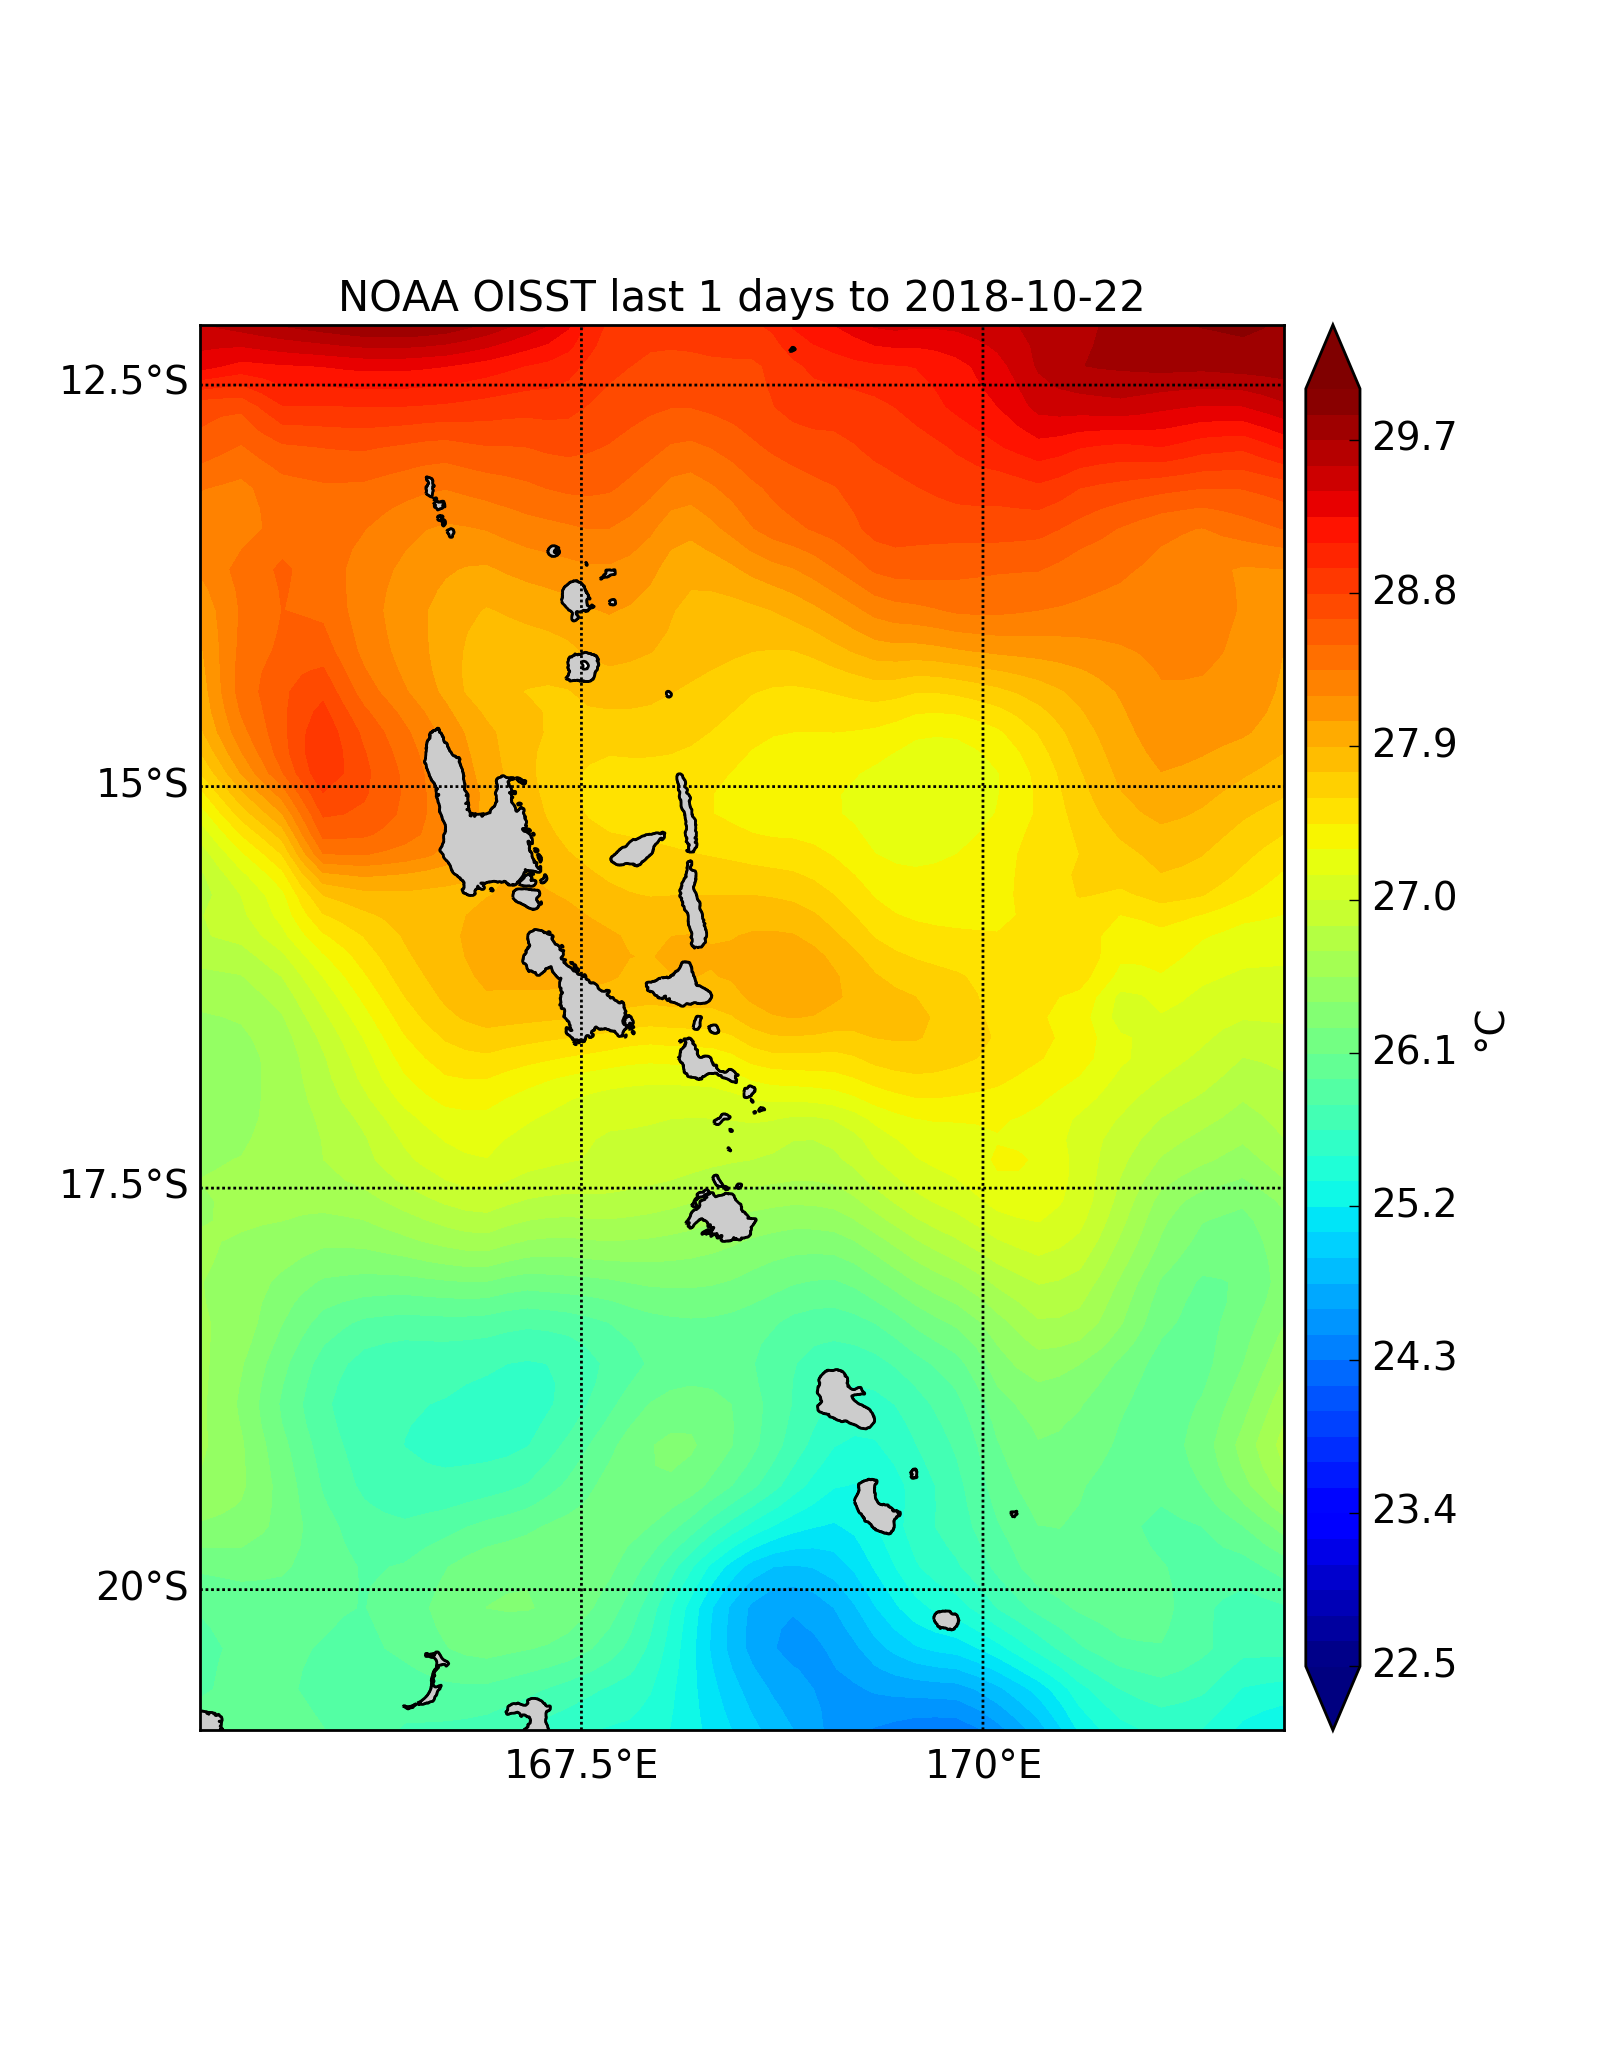 NOAA OISST last 1 days to 2018-10-22
12.5°S
15°S
17.5°S
20°S
167.5°E
170°E
29.7
28.8
27.9
27.0
26.1
25.2
24.3
23.4
22.5
°C